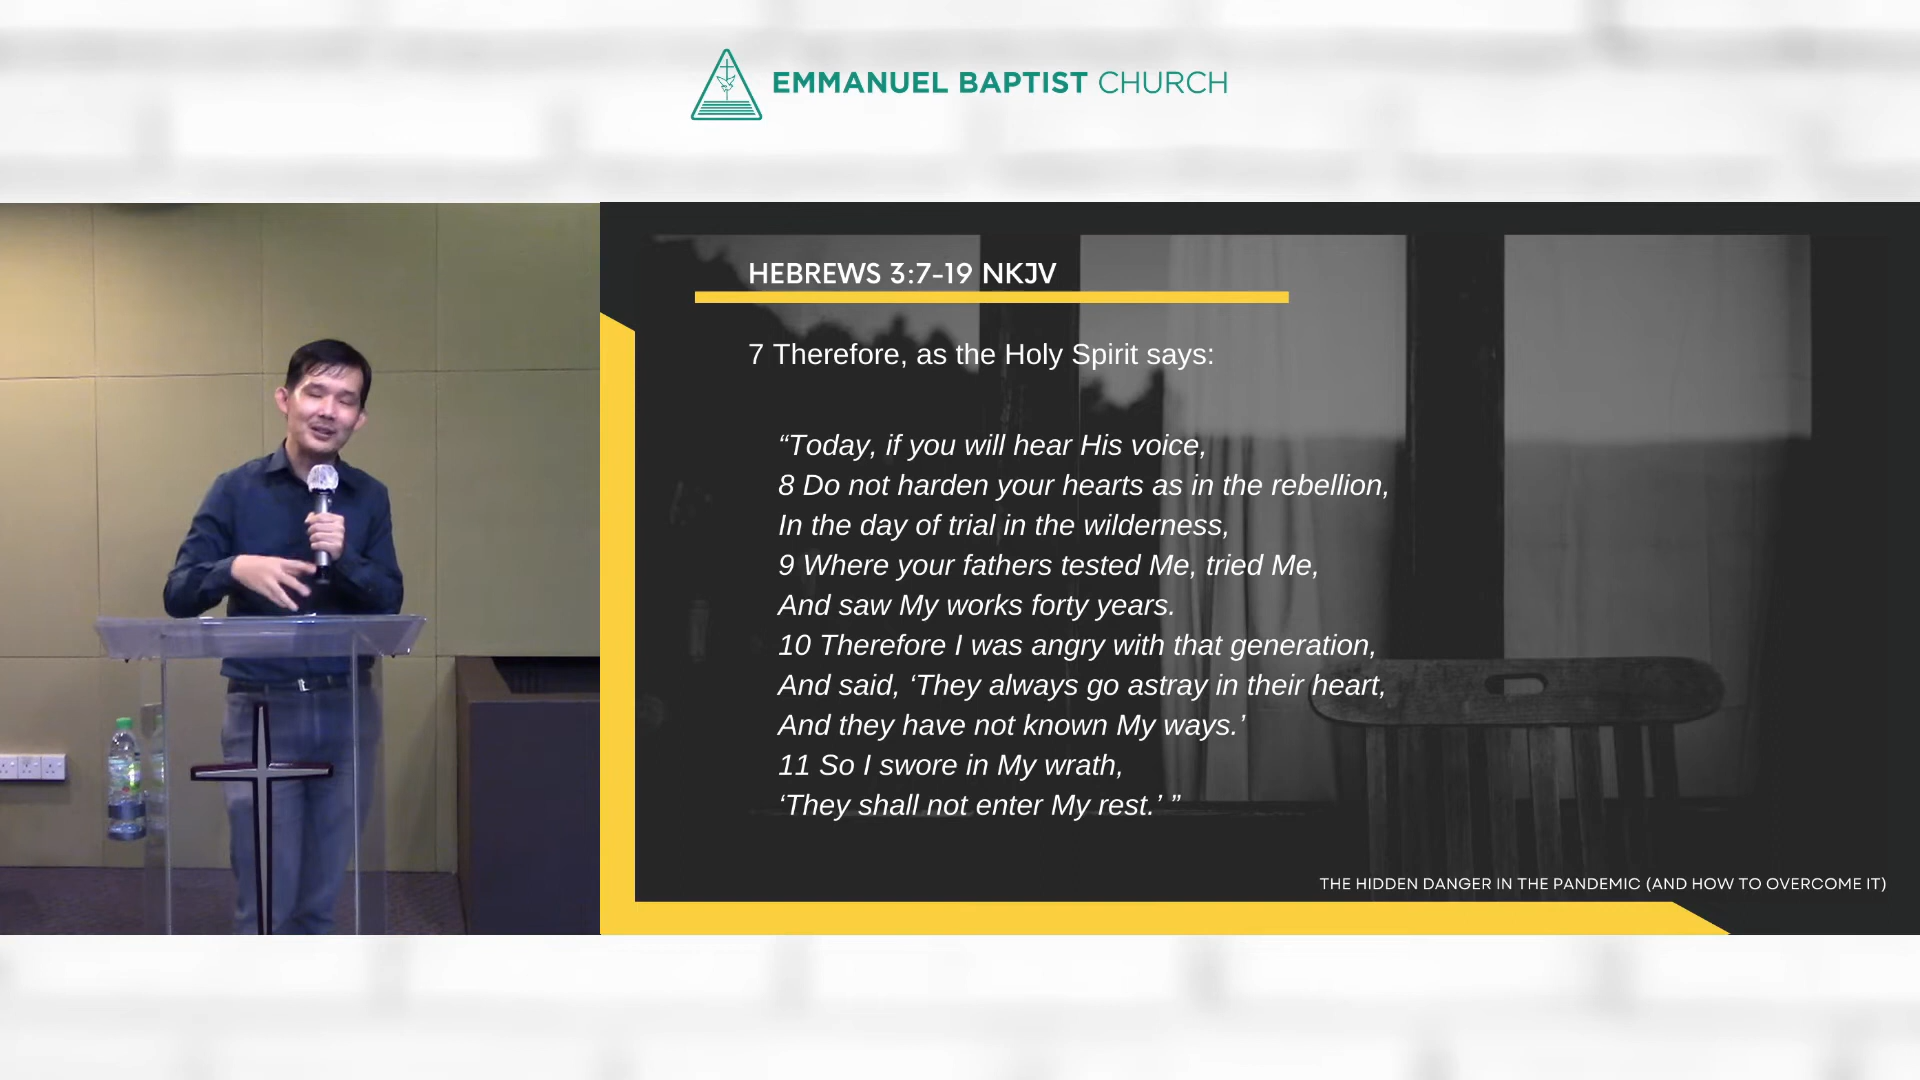 EMMANUEL BAPTIST CHURCH
HEBREWS 3:7-19 NKJV
7 Therefore, as the Holy Spirit says:
“Today, if you will hear His voice,
8 Do not harden your hearts as in the rebellion,
In the day of trial in the wilderness,
9 Where your fathers tested Me, tried Me,
And saw My works forty years.
10 Therefore I was angry with that generation,
And said, ‘They always go astray in their heart,
And they have not known My ways.’
11 So I swore in My wrath,
‘They shall not enter My rest.’ ”
THE HIDDEN DANGER IN THE PANDEMIC (AND HOW TO OVERCOME IT)